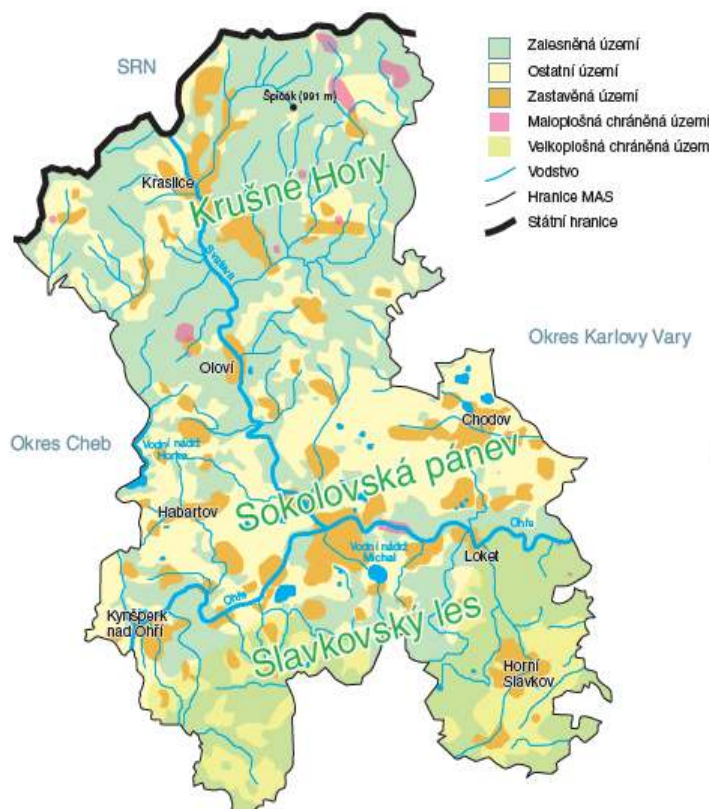 SRN
Zalesněná území
Ostatní území
Zastavěná území
Maloplošná chráněná území
Velkoplošná chráněná území
Vodstvo
Hranice MAS
Státní hranice
Špičák (991 m)
Kraslice
Krušné Hory
Svatava
Okres Karlovy Vary
Oloví
Chodov
Okres Cheb
Vodní nádrž
Horka
Sokolovská pánev
Habartov
Ohře
Vodní nádrž
Michal
Loket
Ohře
Kynšperk
nad Ohří
Slavkovský les
Horní
Slavkov